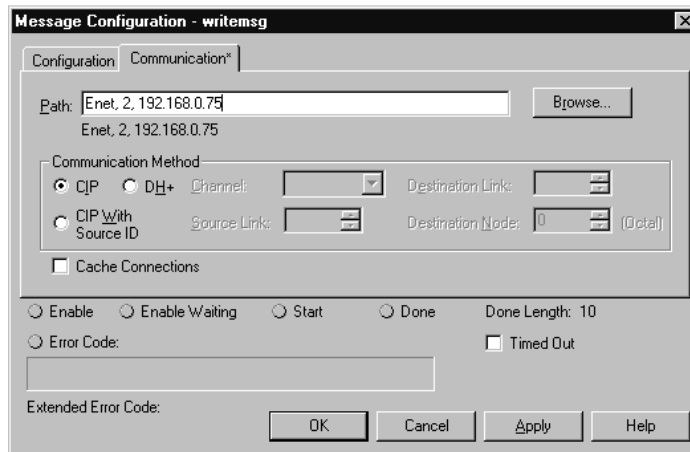 Message Configuration - writemsg
Configuration Communication*
Path: Enet, 2, 192.168.0.75 Browse...
Enet, 2, 192.168.0.75
Communication Method
CIP DH+ Channel: Destination Link:
CIP With
Source ID Source Link: Destination Node: 0 (Octal)
Cache Connections
Enable Enable Waiting Start Done Done Length: 10
Error Code: Timed Out
Extended Error Code:
OK Cancel Apply Help